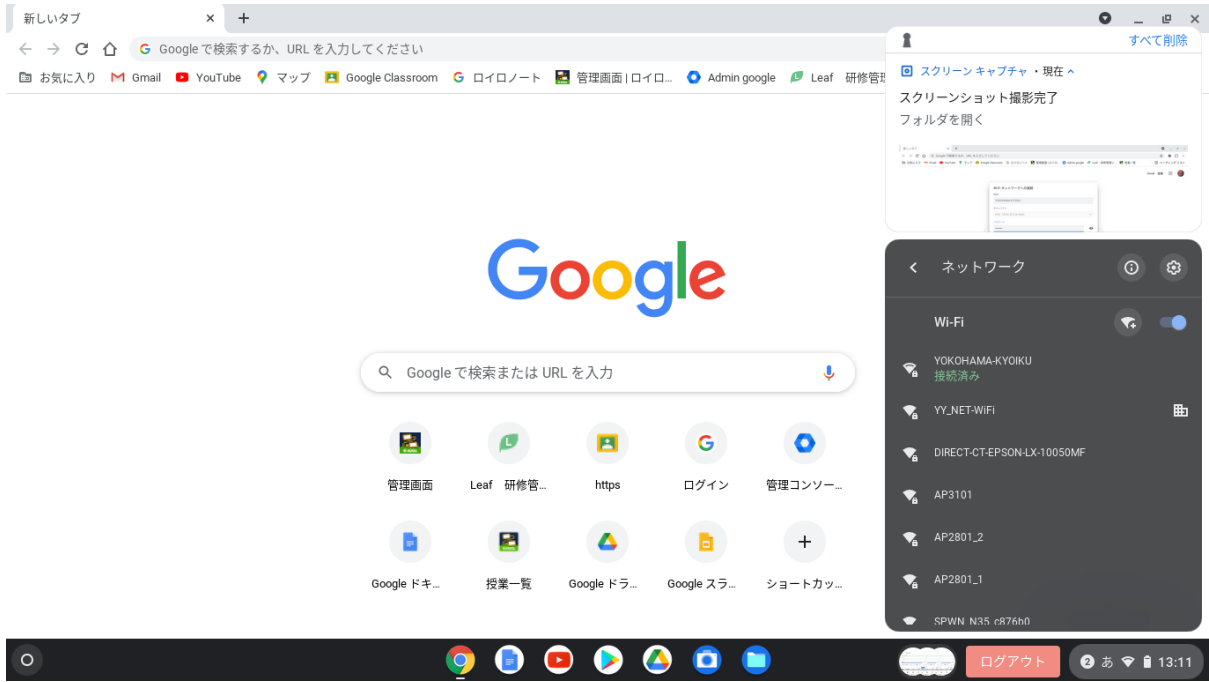 新しいタブ
Google で検索するか、URL を入力してください
お気に入り
Gmail
YouTube
マップ
Google Classroom
ロイロノート
管理画面 | ロイロ...
Admin google
Leaf 研修管理
すべて削除
スクリーン キャプチャ ・現在
スクリーンショット撮影完了
フォルダを開く
Google
Google で検索または URL を入力
管理画面
Leaf 研修管...
https
ログイン
管理コンソー...
Google ドキ...
授業一覧
Google ドラ...
Google スラ...
ショートカッ...
ネットワーク
Wi-Fi
YOKOHAMA-KYOIKU
接続済み
YY_NET-WiFi
DIRECT-CT-EPSON-LX-10050MF
AP3101
AP2801_2
AP2801_1
SPWN_N35_c876b0
ログアウト
2 あ 13:11